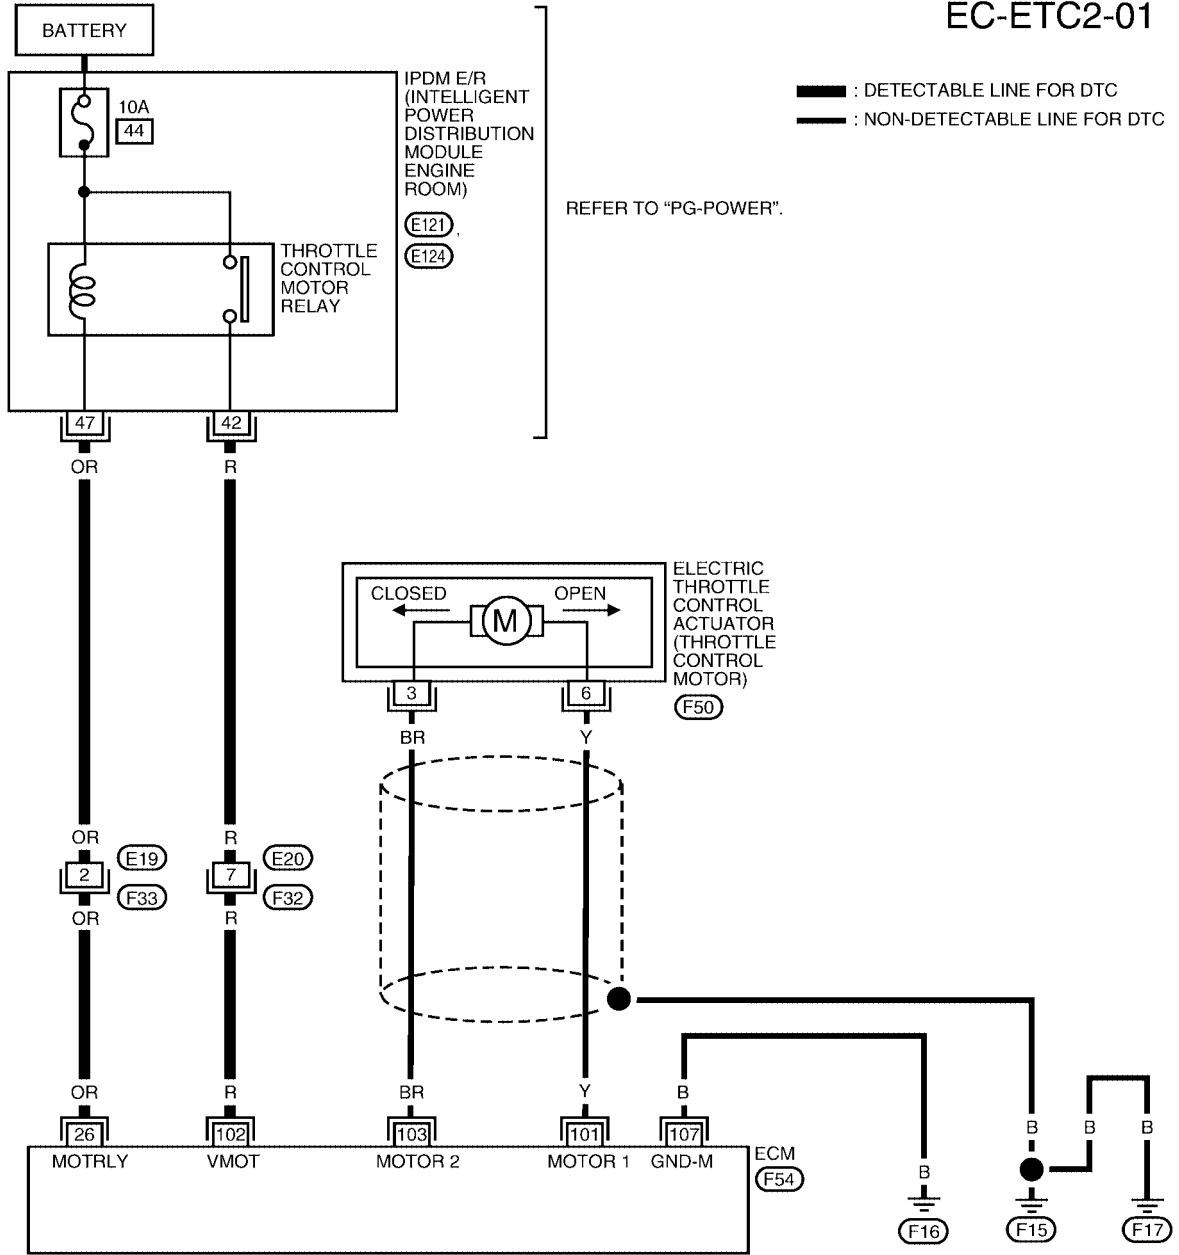 EC-ETC2-01
BATTERY
: DETECTABLE LINE FOR DTC
: NON-DETECTABLE LINE FOR DTC
10A
44
IPDM E/R
(INTELLIGENT
POWER
DISTRIBUTION
MODULE
ENGINE
ROOM)
E121 ,
E124
REFER TO “PG-POWER”.
THROTTLE
CONTROL
MOTOR
RELAY
47
42
OR
R
CLOSED
OPEN
M
ELECTRIC
THROTTLE
CONTROL
ACTUATOR
(THROTTLE
CONTROL
MOTOR)
F50
3
6
BR
Y
OR
R
2
E19
F33
7
E20
F32
OR
R
OR
R
BR
Y
B
B
B
B
26
102
103
101
107
MOTRLY
VMOT
MOTOR 2
MOTOR 1
GND-M
ECM
F54
B
F16
F15
F17